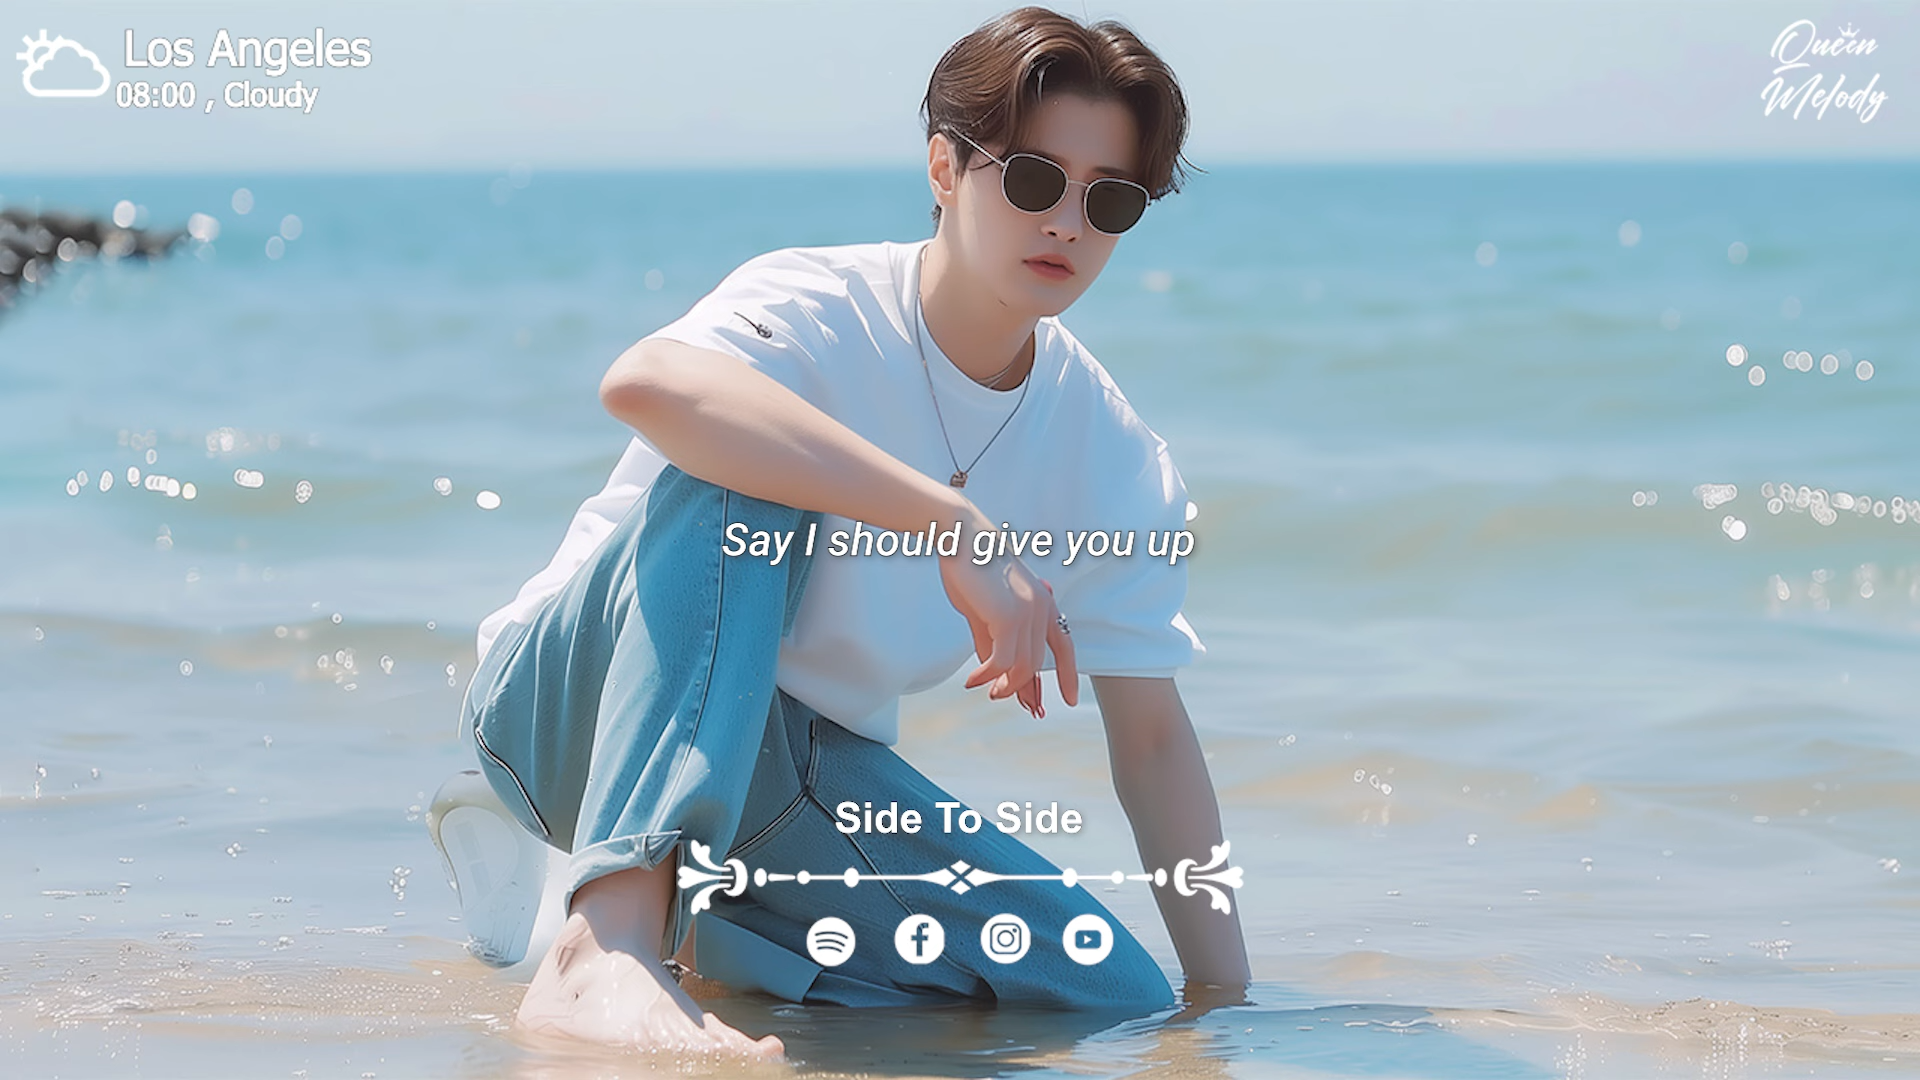 Los Angeles
08:00 , Cloudy
Queen
Melody
Say I should give you up
Side To Side